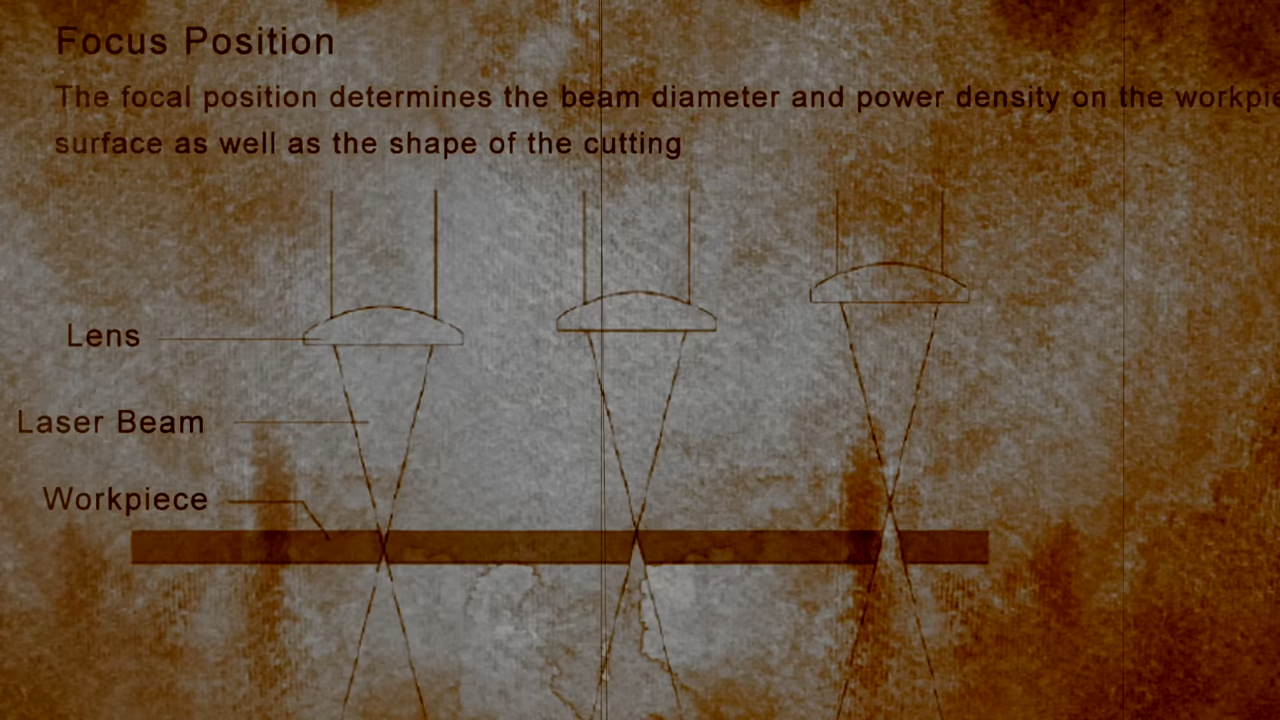 Focus Position
The focal position determines the beam diameter and power density on the
surface as well as the shape of the cutting
Lens
Laser Beam
Workpiece